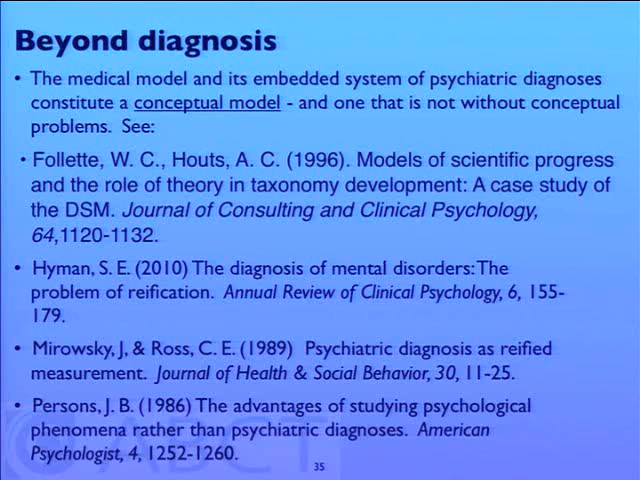 Beyond diagnosis
• The medical model and its embedded system of psychiatric diagnoses
constitute a conceptual model - and one that is not without conceptual
problems. See:
• Follette, W. C., Houts, A. C. (1996). Models of scientific progress
and the role of theory in taxonomy development: A case study of
the DSM. Journal of Consulting and Clinical Psychology,
64,1120-1132.
• Hyman, S. E. (2010) The diagnosis of mental disorders: The
problem of reification. Annual Review of Clinical Psychology, 6, 155-
179.
• Mirowsky, J, & Ross, C. E. (1989) Psychiatric diagnosis as reified
measurement. Journal of Health & Social Behavior, 30, 11-25.
• Persons, J. B. (1986) The advantages of studying psychological
phenomena rather than psychiatric diagnoses. American
Psychologist, 4, 1252-1260.
ABCT
35